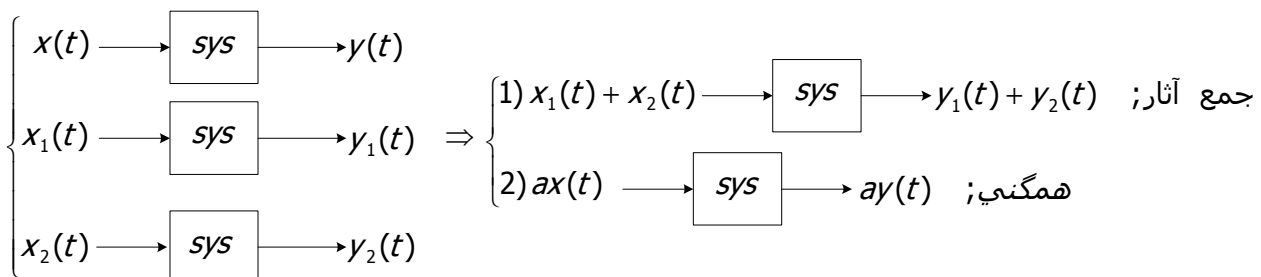 x(t) sys y(t)
x₁(t) sys y₁(t)
x₂(t) sys y₂(t)
⇒
1) x₁(t) + x₂(t) sys y₁(t) + y₂(t) ; جمع آثار
2) ax(t) sys ay(t) ; همگني